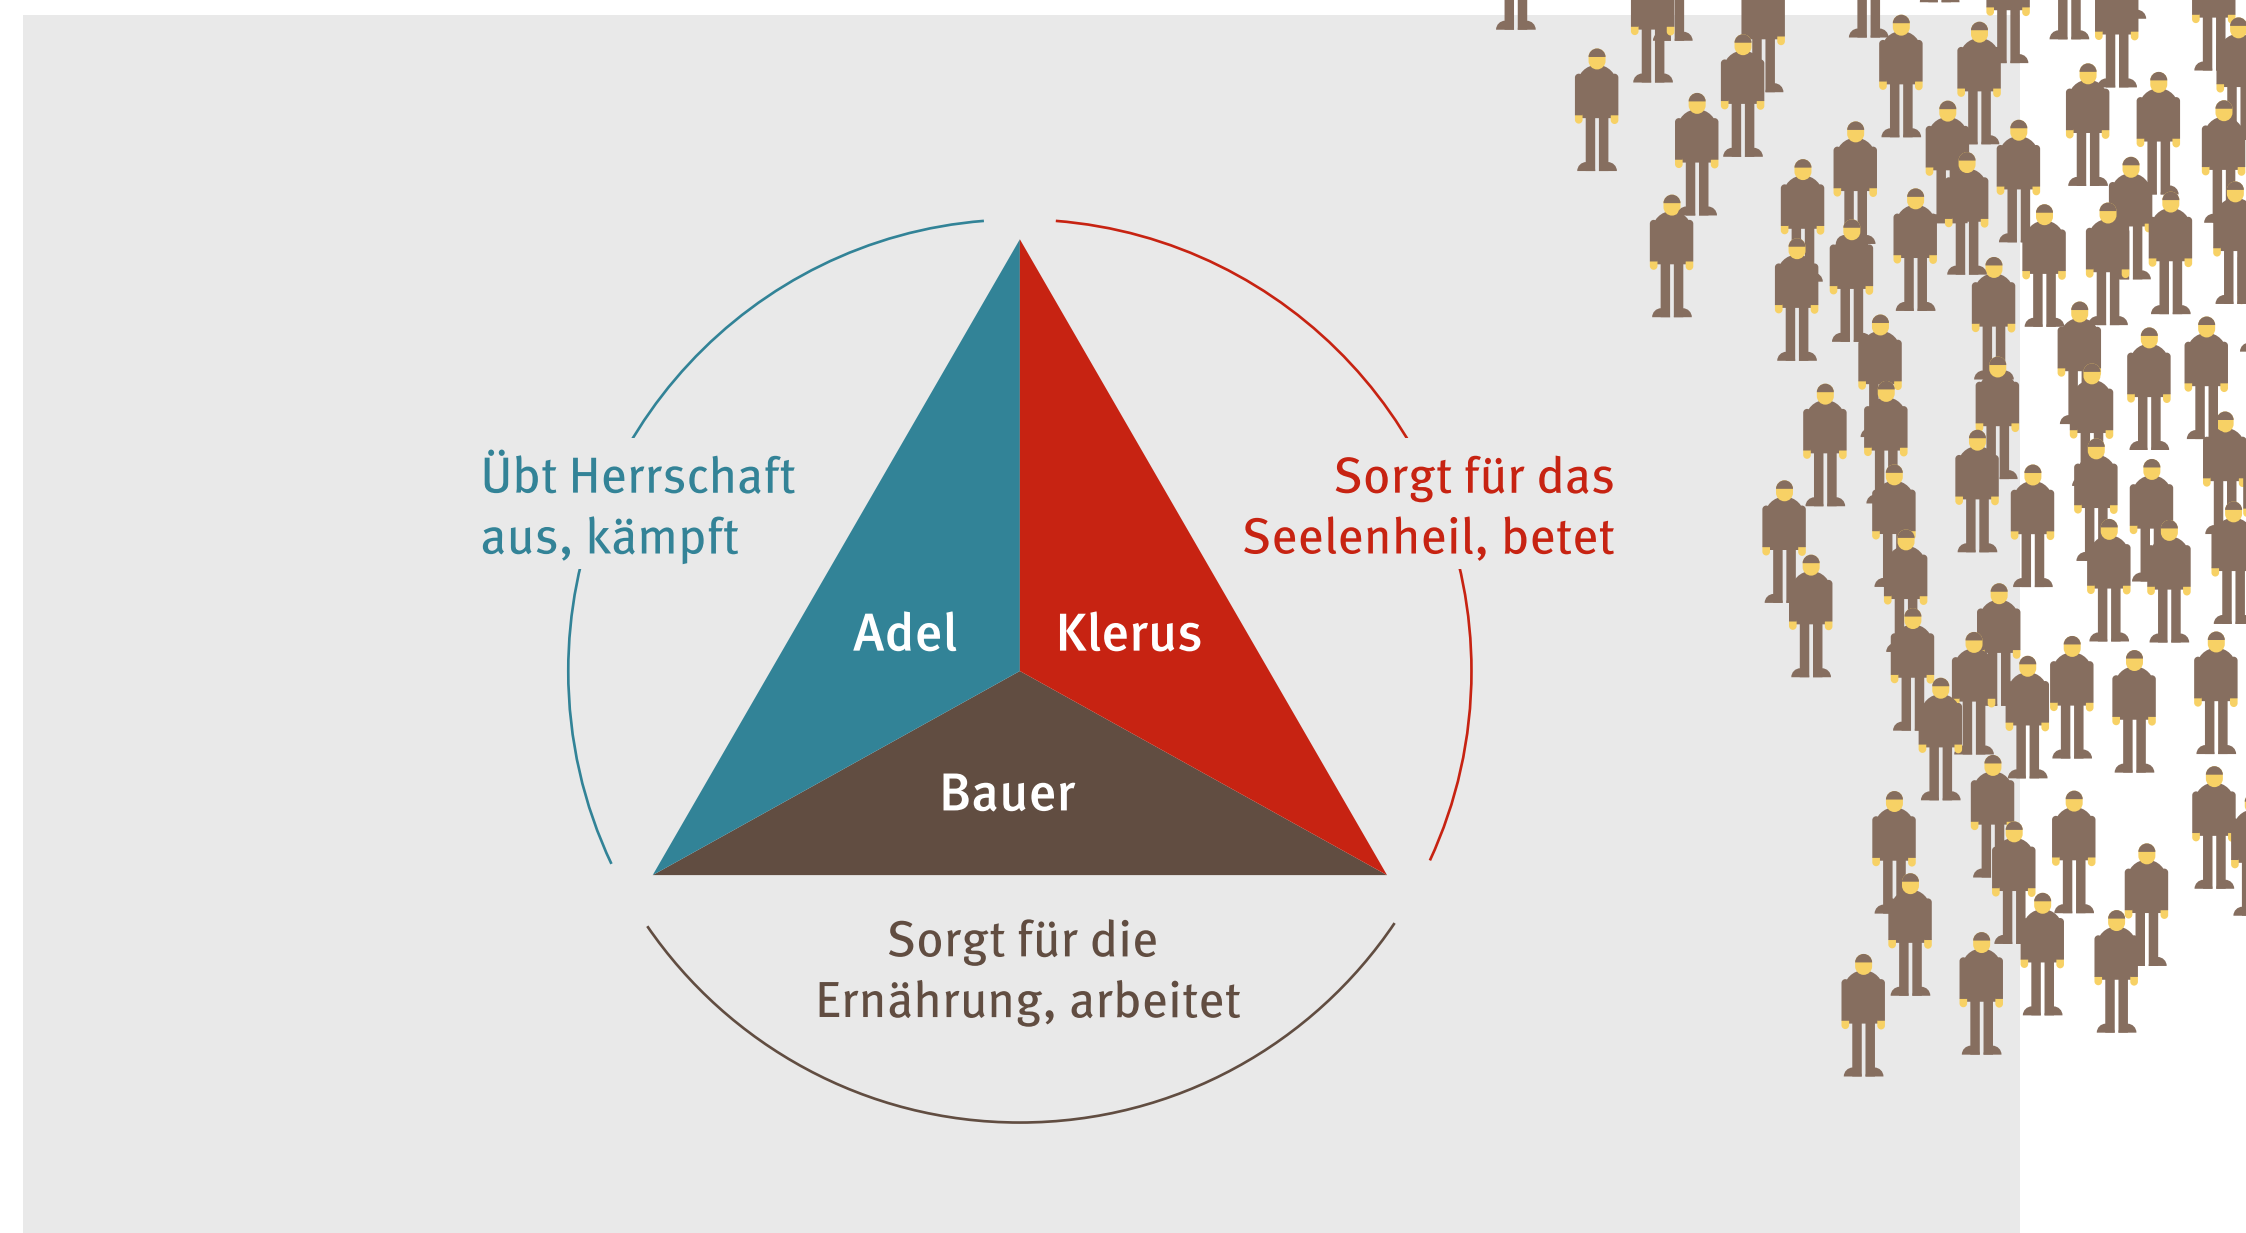 Übt Herrschaft
aus, kämpft
Sorgt für das
Seelenheil, betet
Adel
Klerus
Bauer
Sorgt für die
Ernährung, arbeitet